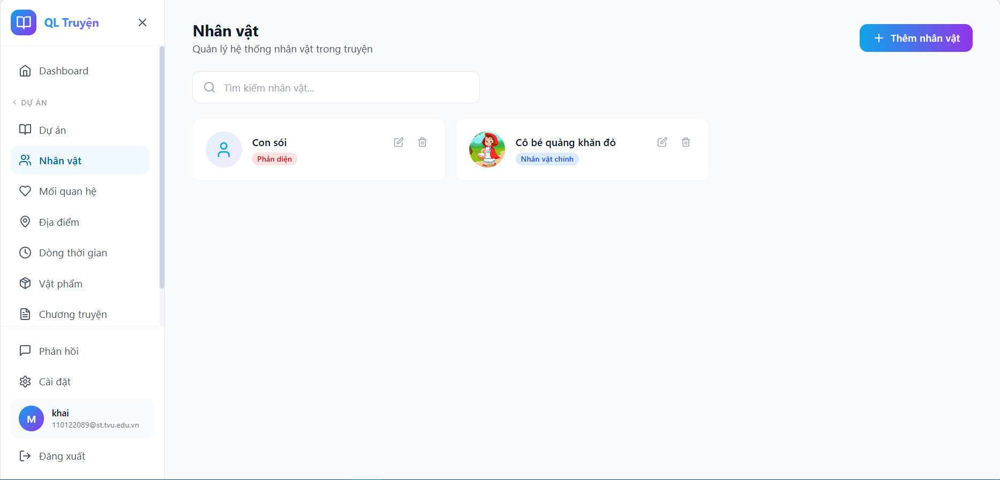 QL Truyện
Dashboard
DỰ ÁN
Dự án
Nhân vật
Mối quan hệ
Địa điểm
Dòng thời gian
Vật phẩm
Chương truyện
Phản hồi
Cài đặt
M
khai
110122089@st.tvu.edu.vn
Đăng xuất
Nhân vật
Quản lý hệ thống nhân vật trong truyện
Thêm nhân vật
Tìm kiếm nhân vật...
Con sói
Phản diện
Cô bé quàng khăn đỏ
Nhân vật chính